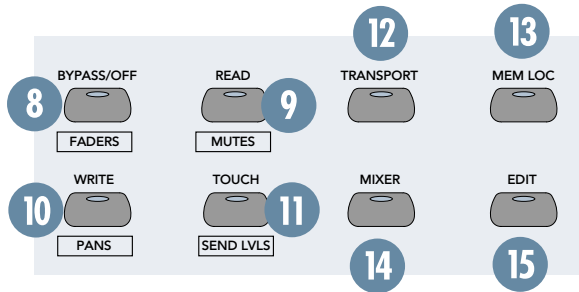 12 13
BYPASS/OFF READ TRANSPORT MEM LOC
8 9
FADERS MUTES
WRITE TOUCH MIXER EDIT
10 11
PANS SEND LVLS
14 15